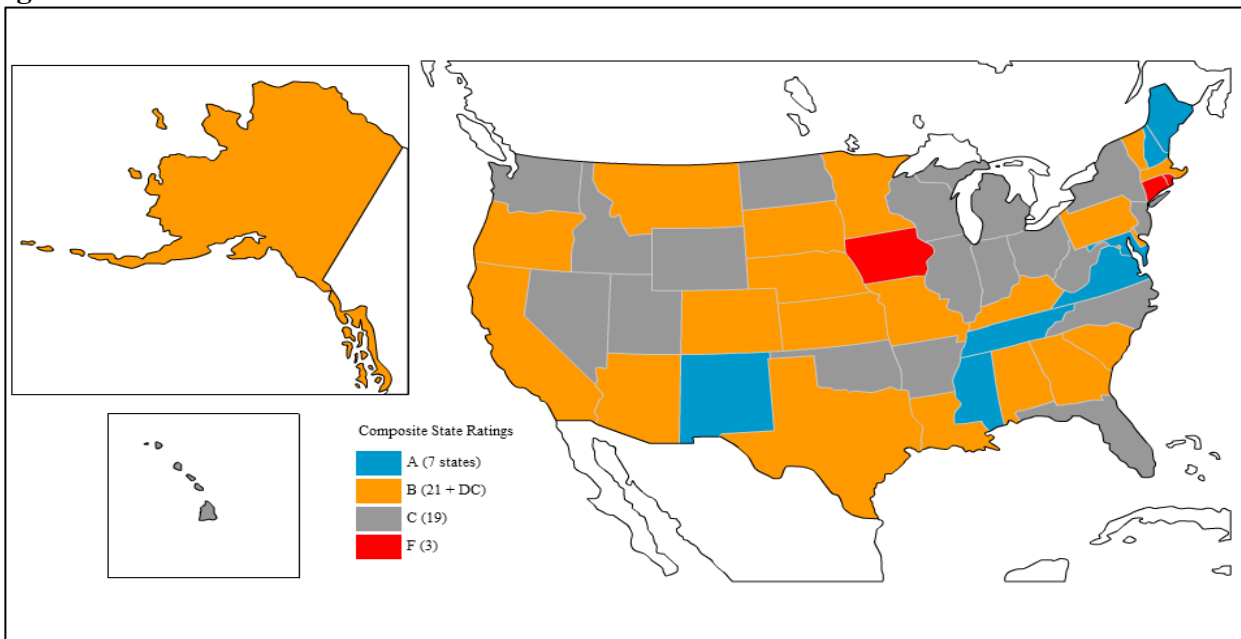 Composite State Ratings
A (7 states)
B (21 + DC)
C (19)
F (3)